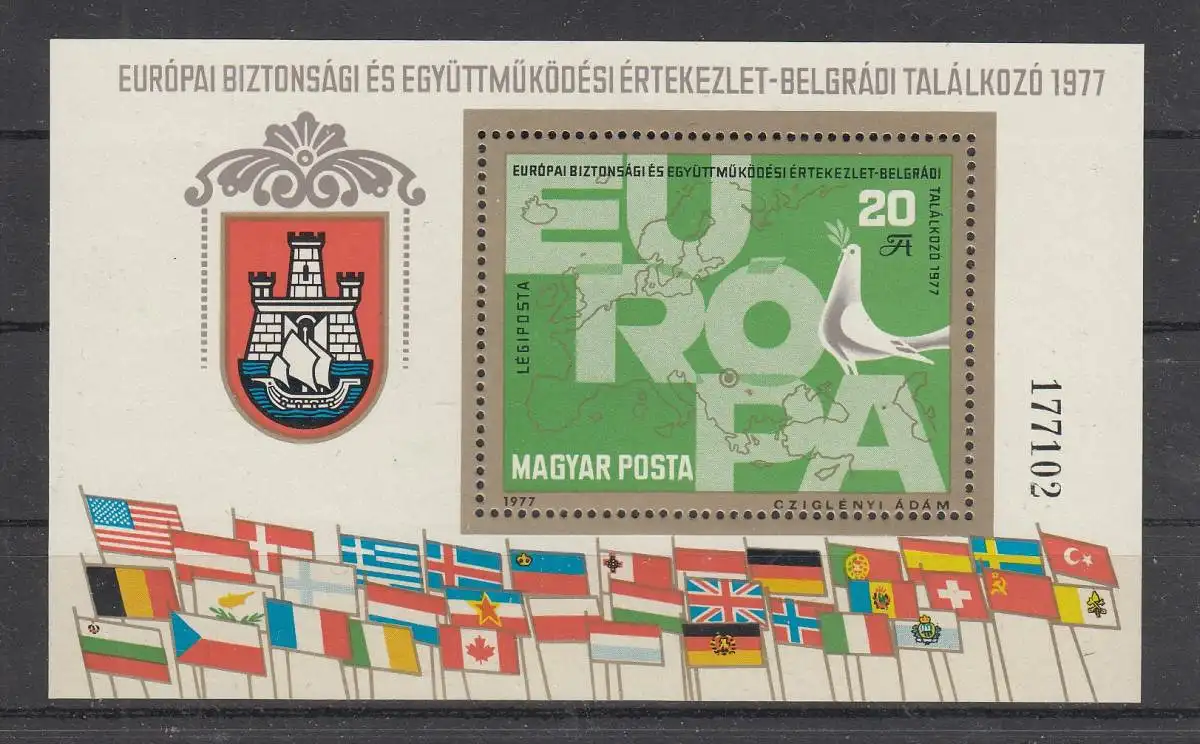 EURÓPAI BIZTONSÁGI ÉS EGYÜTTMŰKÖDÉSI ÉRTEKEZLET-BELGRÁDI TALÁLKOZÓ 1977
EURÓPAI BIZTONSÁGI ÉS EGYÜTTMŰKÖDÉSI ÉRTEKEZLET-BELGRÁDI
TALÁLKOZÓ 1977
20 Ft
EU
RÓ
PA
LÉGIPOSTA
MAGYAR POSTA
1977
CZIGLÉNYI ÁDÁM
177102